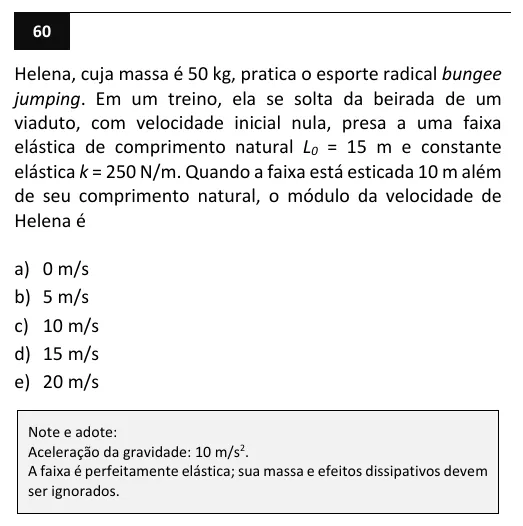 60
Helena, cuja massa é 50 kg, pratica o esporte radical bungee
jumping. Em um treino, ela se solta da beirada de um
viaduto, com velocidade inicial nula, presa a uma faixa
elástica de comprimento natural L₀ = 15 m e constante
elástica k = 250 N/m. Quando a faixa está esticada 10 m além
de seu comprimento natural, o módulo da velocidade de
Helena é
a) 0 m/s
b) 5 m/s
c) 10 m/s
d) 15 m/s
e) 20 m/s
Note e adote:
Aceleração da gravidade: 10 m/s².
A faixa é perfeitamente elástica; sua massa e efeitos dissipativos devem
ser ignorados.